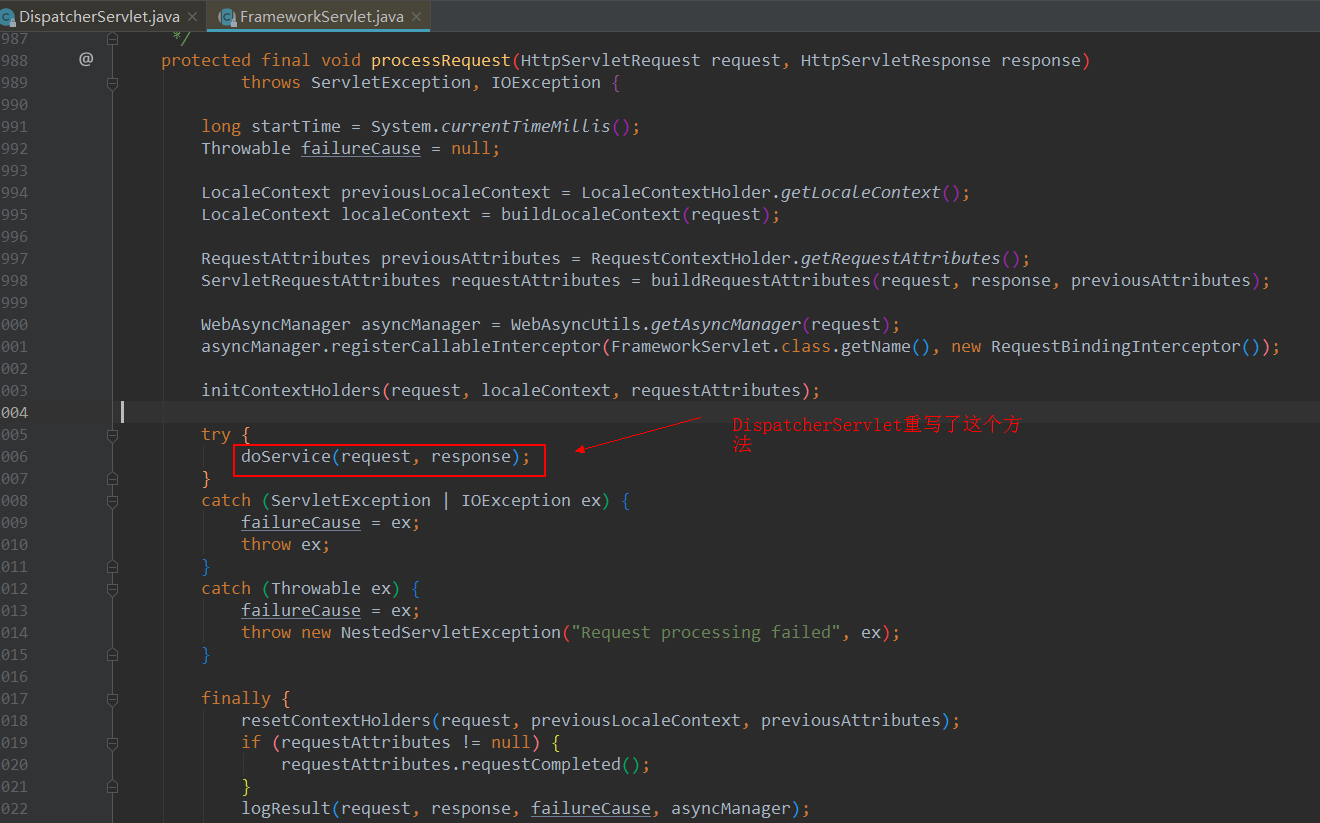 DispatcherServlet.java × FrameworkServlet.java ×
987 */
988 @ protected final void processRequest(HttpServletRequest request, HttpServletResponse response)
989 throws ServletException, IOException {
990
991 long startTime = System.currentTimeMillis();
992 Throwable failureCause = null;
993
994 LocaleContext previousLocaleContext = LocaleContextHolder.getLocaleContext();
995 LocaleContext localeContext = buildLocaleContext(request);
996
997 RequestAttributes previousAttributes = RequestContextHolder.getRequestAttributes();
998 ServletRequestAttributes requestAttributes = buildRequestAttributes(request, response, previousAttributes);
999
000 WebAsyncManager asyncManager = WebAsyncUtils.getAsyncManager(request);
001 asyncManager.registerCallableInterceptor(FrameworkServlet.class.getName(), new RequestBindingInterceptor());
002
003 initContextHolders(request, localeContext, requestAttributes);
004
005 try {
DispatcherServlet重写了这个方
法
006 doService(request, response);
007 }
008 catch (ServletException | IOException ex) {
009 failureCause = ex;
010 throw ex;
011 }
012 catch (Throwable ex) {
013 failureCause = ex;
014 throw new NestedServletException("Request processing failed", ex);
015 }
016
017 finally {
018 resetContextHolders(request, previousLocaleContext, previousAttributes);
019 if (requestAttributes != null) {
020 requestAttributes.requestCompleted();
021 }
022 logResult(request, response, failureCause, asyncManager);